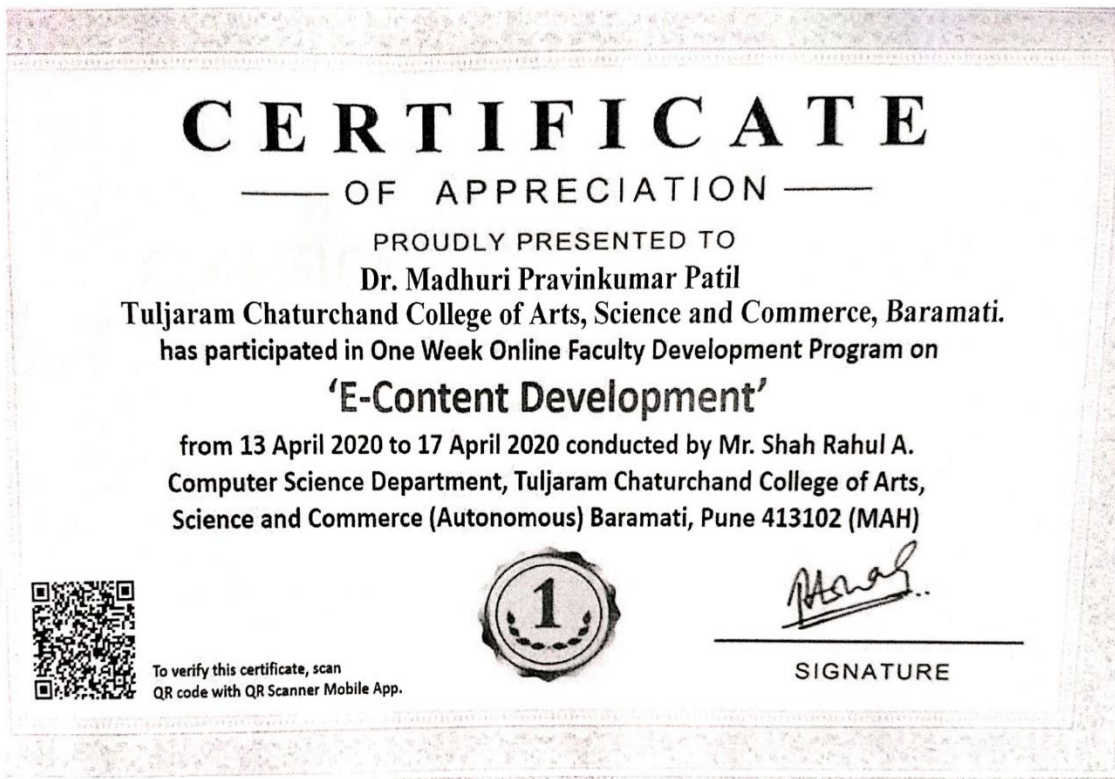 CERTIFICATE
OF APPRECIATION
PROUDLY PRESENTED TO
Dr. Madhuri Pravinkumar Patil
Tuljaram Chaturchand College of Arts, Science and Commerce, Baramati.
has participated in One Week Online Faculty Development Program on
‘E-Content Development’
from 13 April 2020 to 17 April 2020 conducted by Mr. Shah Rahul A.
Computer Science Department, Tuljaram Chaturchand College of Arts,
Science and Commerce (Autonomous) Baramati, Pune 413102 (MAH)
1
To verify this certificate, scan
QR code with QR Scanner Mobile App.
SIGNATURE